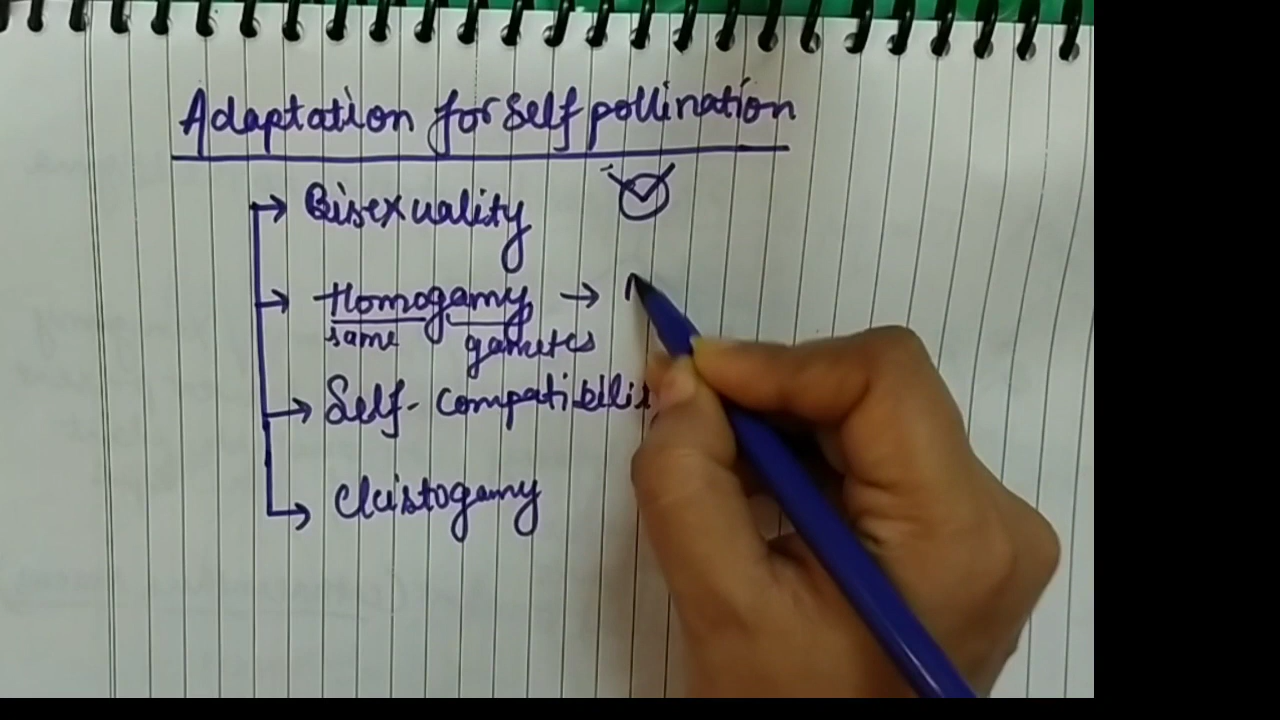 Adaptation for self pollination
→ Bisexuality
→ Homogamy →
same gametes
→ Self-compatibili
→ Cleistogamy